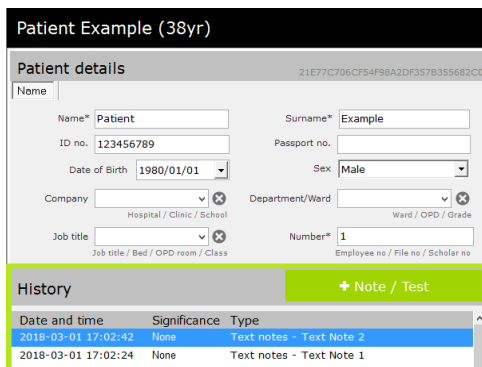 Patient Example (38yr)
Patient details 21E77C706CF54F98A2DF357B355682C0
Name
Name* Patient Surname* Example
ID no. 123456789 Passport no.
Date of Birth 1980/01/01 Sex Male
Company Department/Ward
Hospital / Clinic / School Ward / OPD / Grade
Job title Number* 1
Job title / Bed / OPD room / Class Employee no / File no / Scholar no
History + Note / Test
Date and time Significance Type
2018-03-01 17:02:42 None Text notes - Text Note 2
2018-03-01 17:02:24 None Text notes - Text Note 1